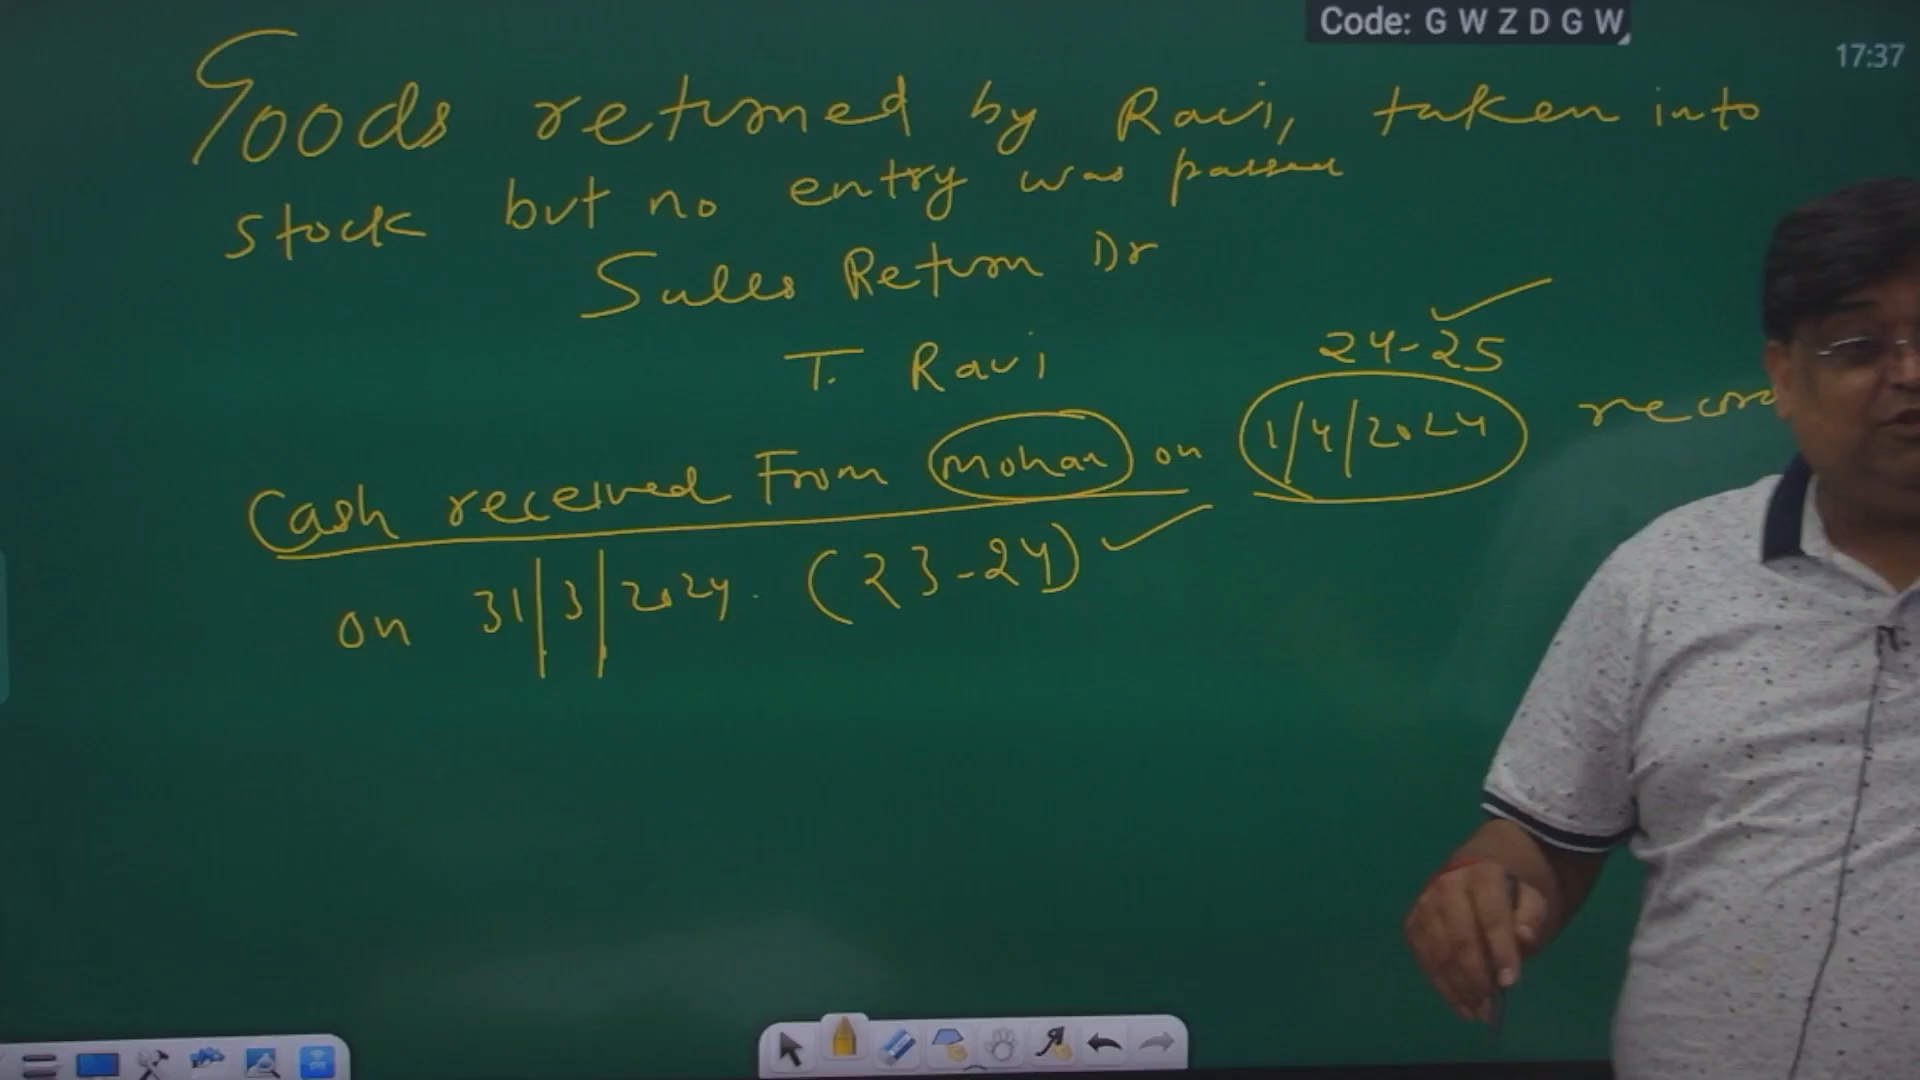 Code: G W Z D G W
17:37
Goods returned by Ravi, taken into
stock but no entry was passed
Sales Return Dr
T. Ravi
24-25
Cash received From Mohan on 1/4/2024
on 31/3/2024. (23-24)